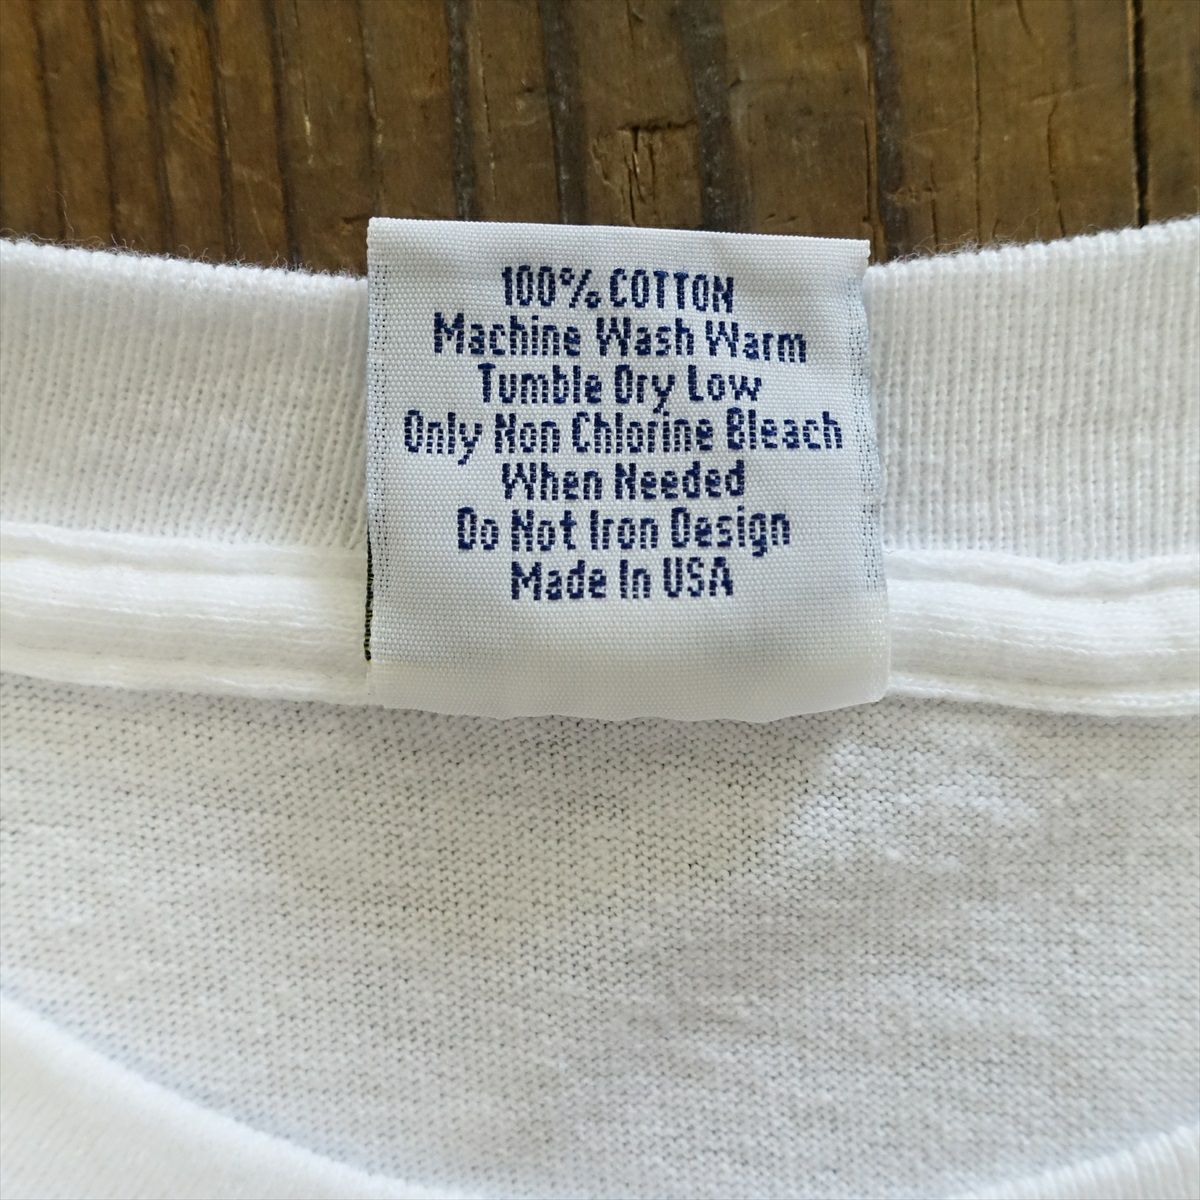 100% COTTON
Machine Wash Warm
Tumble Dry Low
Only Non Chlorine Bleach
When Needed
Do Not Iron Design
Made In USA